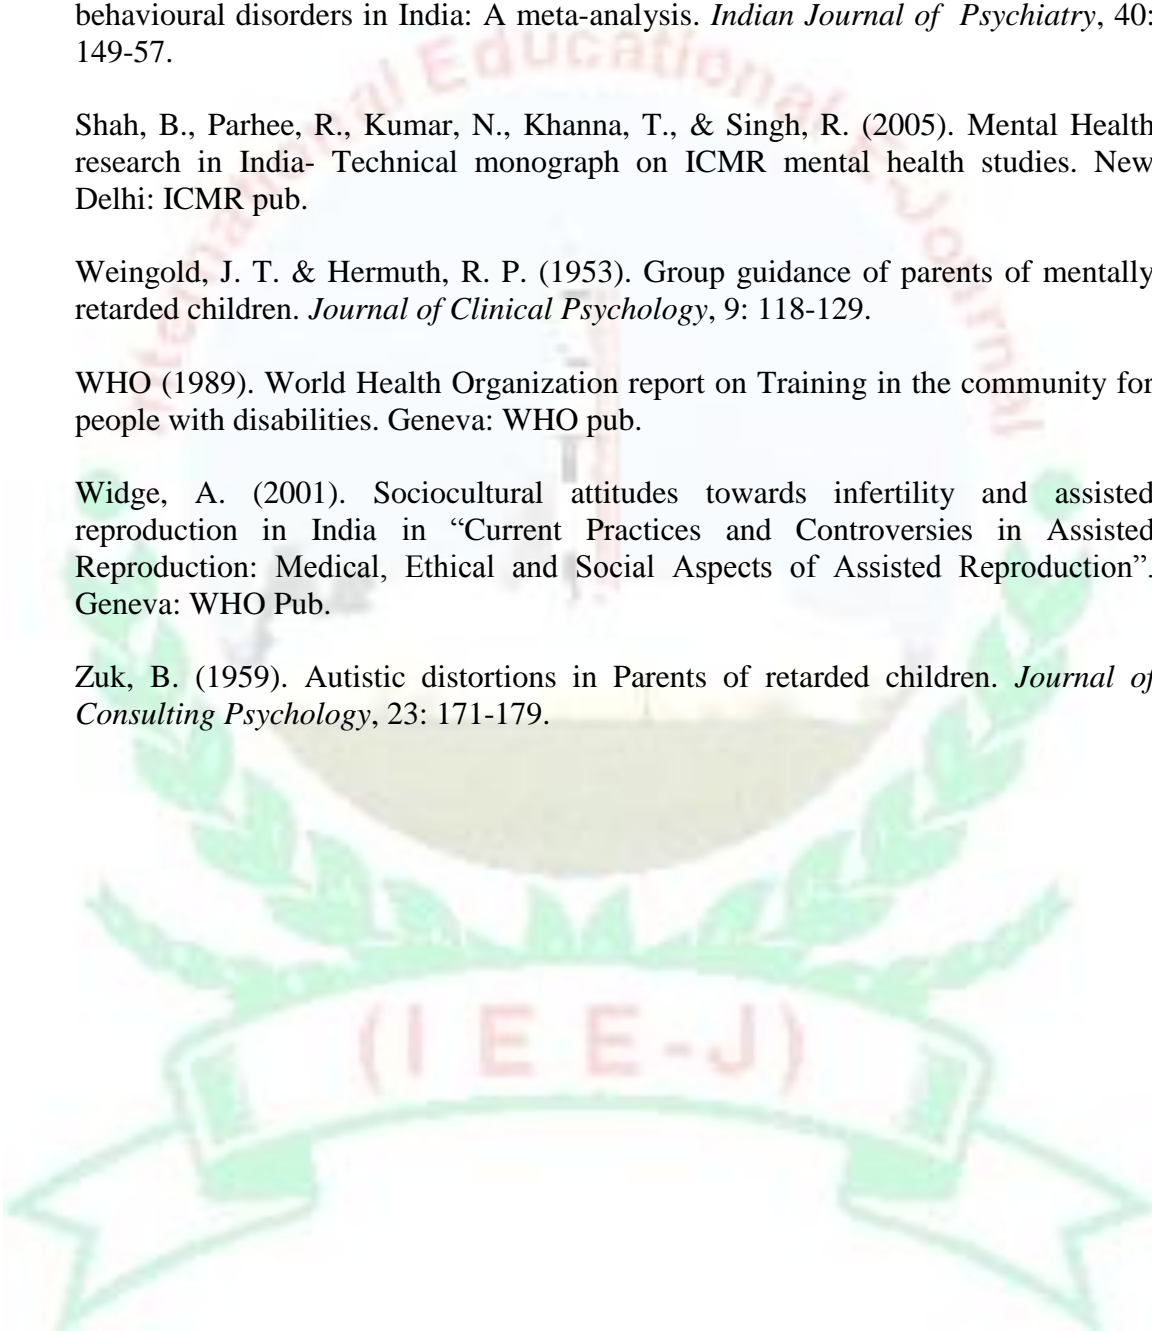 behavioural disorders in India: A meta-analysis. Indian Journal of Psychiatry, 40:
149-57.
Shah, B., Parhee, R., Kumar, N., Khanna, T., & Singh, R. (2005). Mental Health
research in India- Technical monograph on ICMR mental health studies. New
Delhi: ICMR pub.
Weingold, J. T. & Hermuth, R. P. (1953). Group guidance of parents of mentally
retarded children. Journal of Clinical Psychology, 9: 118-129.
WHO (1989). World Health Organization report on Training in the community for
people with disabilities. Geneva: WHO pub.
Widge, A. (2001). Sociocultural attitudes towards infertility and assisted
reproduction in India in “Current Practices and Controversies in Assisted
Reproduction: Medical, Ethical and Social Aspects of Assisted Reproduction”.
Geneva: WHO Pub.
Zuk, B. (1959). Autistic distortions in Parents of retarded children. Journal of
Consulting Psychology, 23: 171-179.
International Educational E-Journal
(I E E-J)